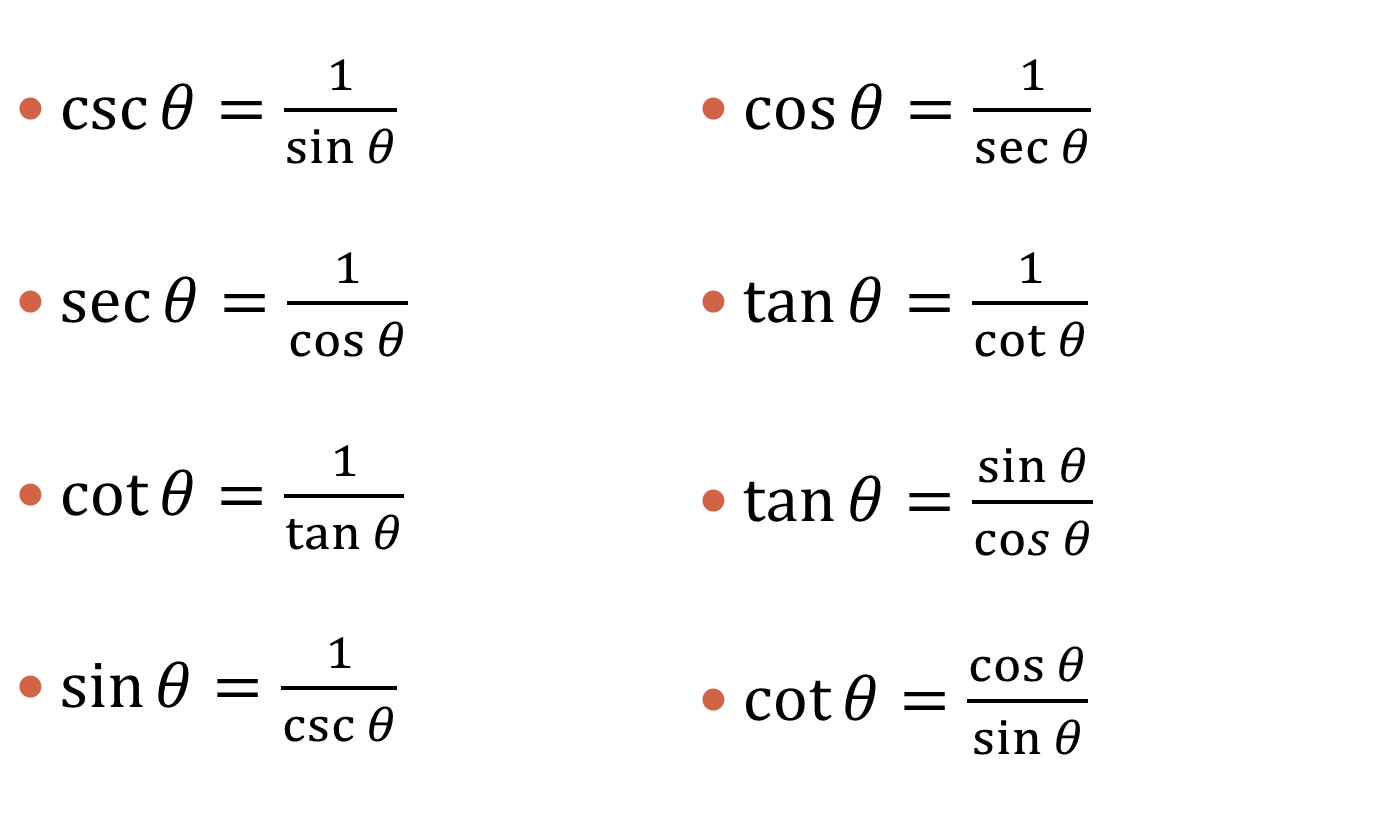 • csc θ = 1/sin θ
• sec θ = 1/cos θ
• cot θ = 1/tan θ
• sin θ = 1/csc θ
• cos θ = 1/sec θ
• tan θ = 1/cot θ
• tan θ = sin θ/cos θ
• cot θ = cos θ/sin θ